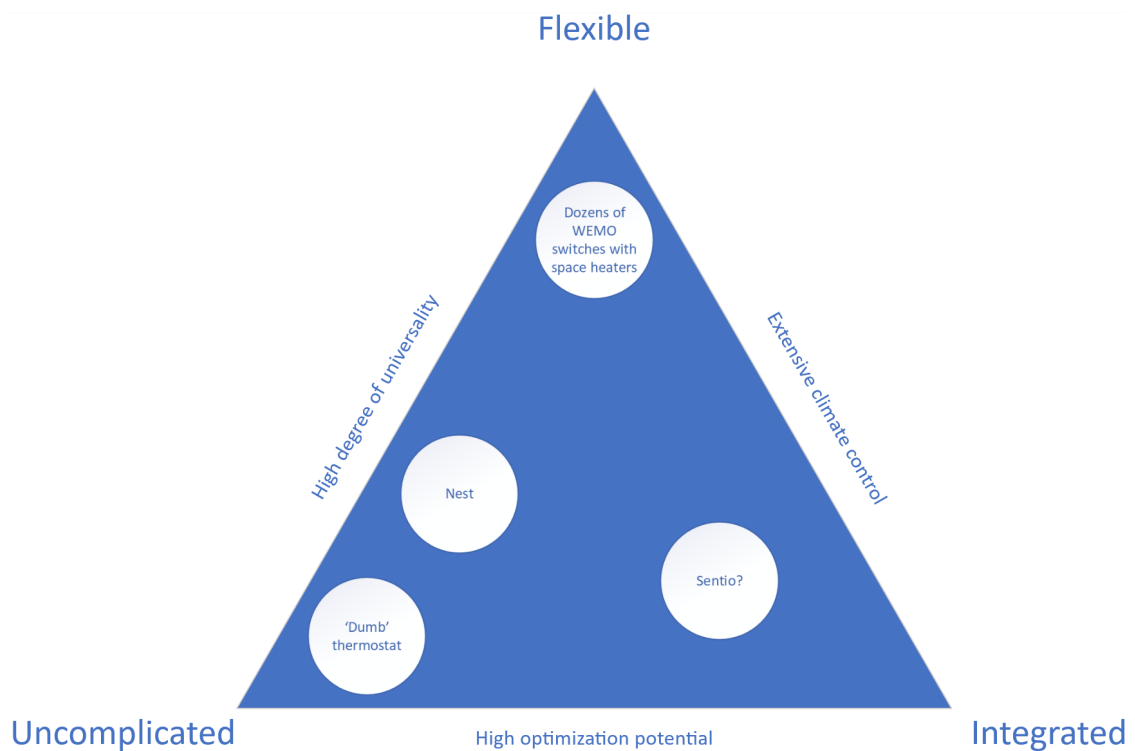 Flexible
Dozens of
WEMO
switches with
space heaters
High degree of universality
Extensive climate control
Nest
Sentio?
‘Dumb’
thermostat
Uncomplicated
High optimization potential
Integrated